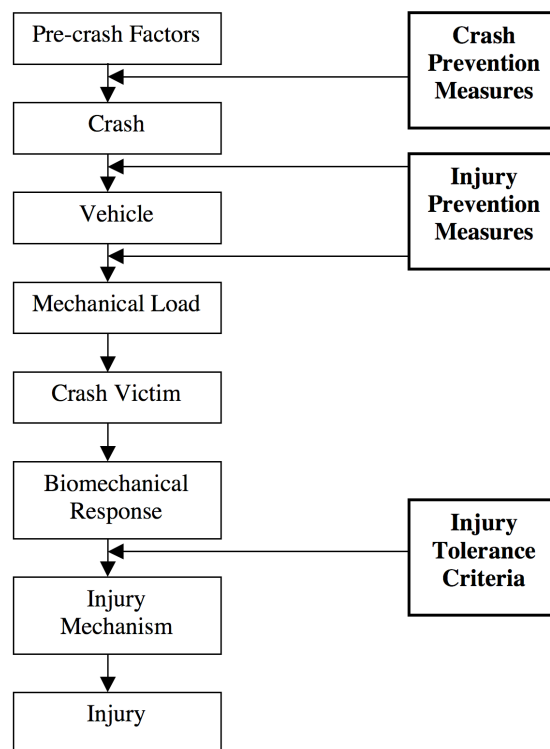 Pre-crash Factors
Crash
Prevention
Measures
Crash
Injury
Prevention
Measures
Vehicle
Mechanical Load
Crash Victim
Biomechanical
Response
Injury
Tolerance
Criteria
Injury
Mechanism
Injury